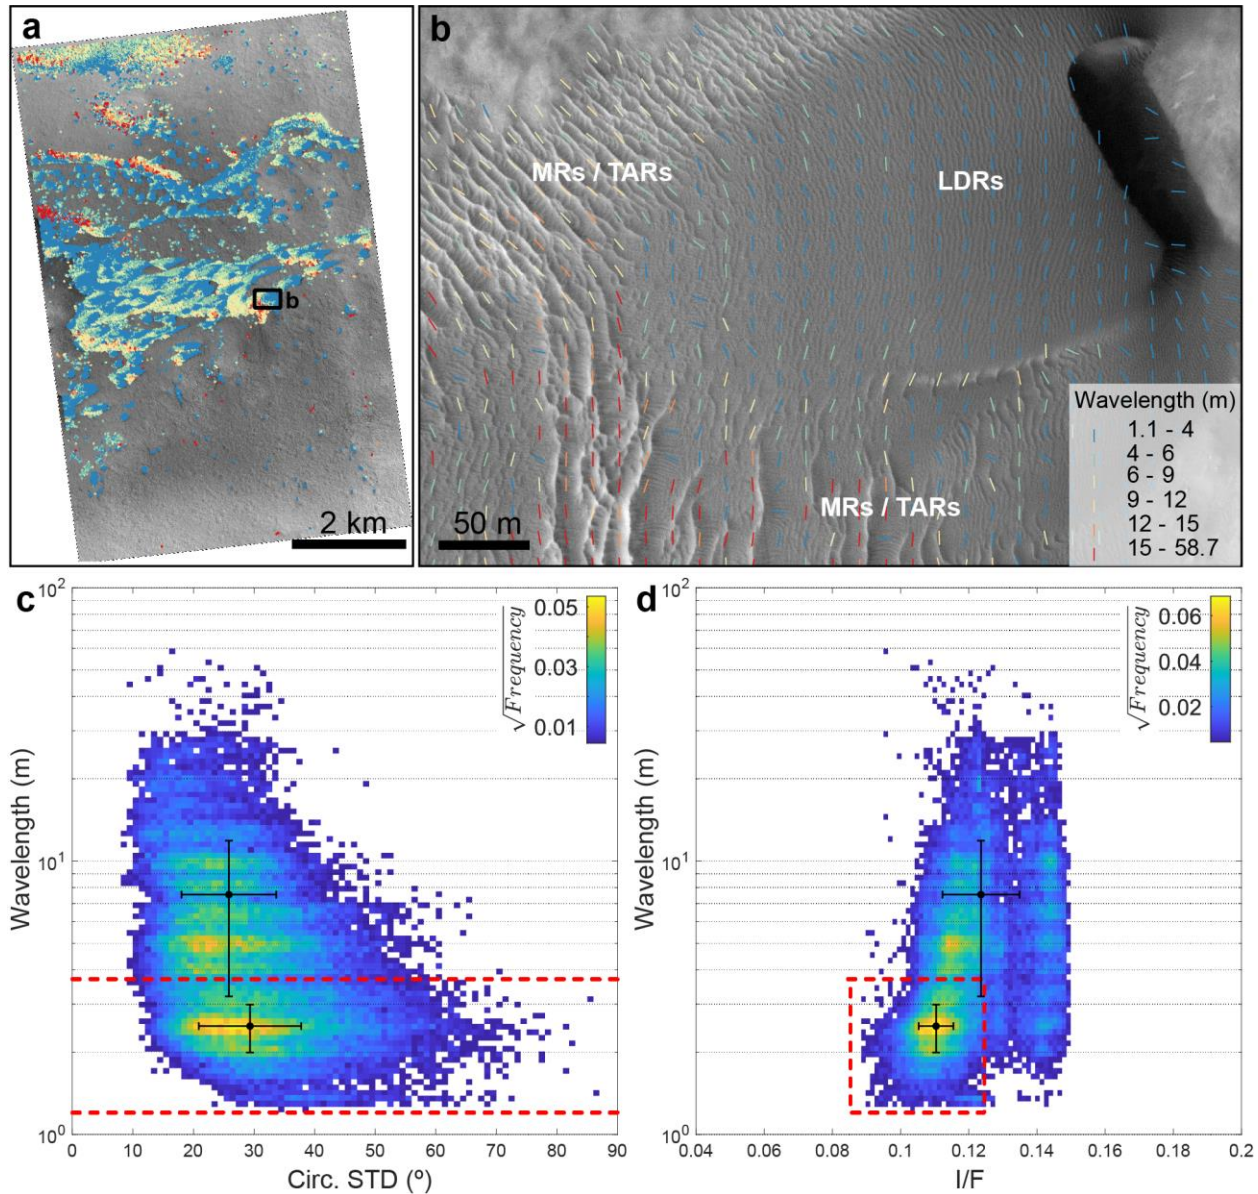 a
b
2 km
b
MRs / TARs
LDRs
MRs / TARs
50 m
Wavelength (m)
1.1 - 4
4 - 6
6 - 9
9 - 12
12 - 15
15 - 58.7
c
10²
10¹
10⁰
Wavelength (m)
√Frequency
0.05
0.03
0.01
0 10 20 30 40 50 60 70 80 90
Circ. STD (º)
d
10²
10¹
10⁰
Wavelength (m)
√Frequency
0.06
0.04
0.02
0.04 0.06 0.08 0.1 0.12 0.14 0.16 0.18 0.2
I/F